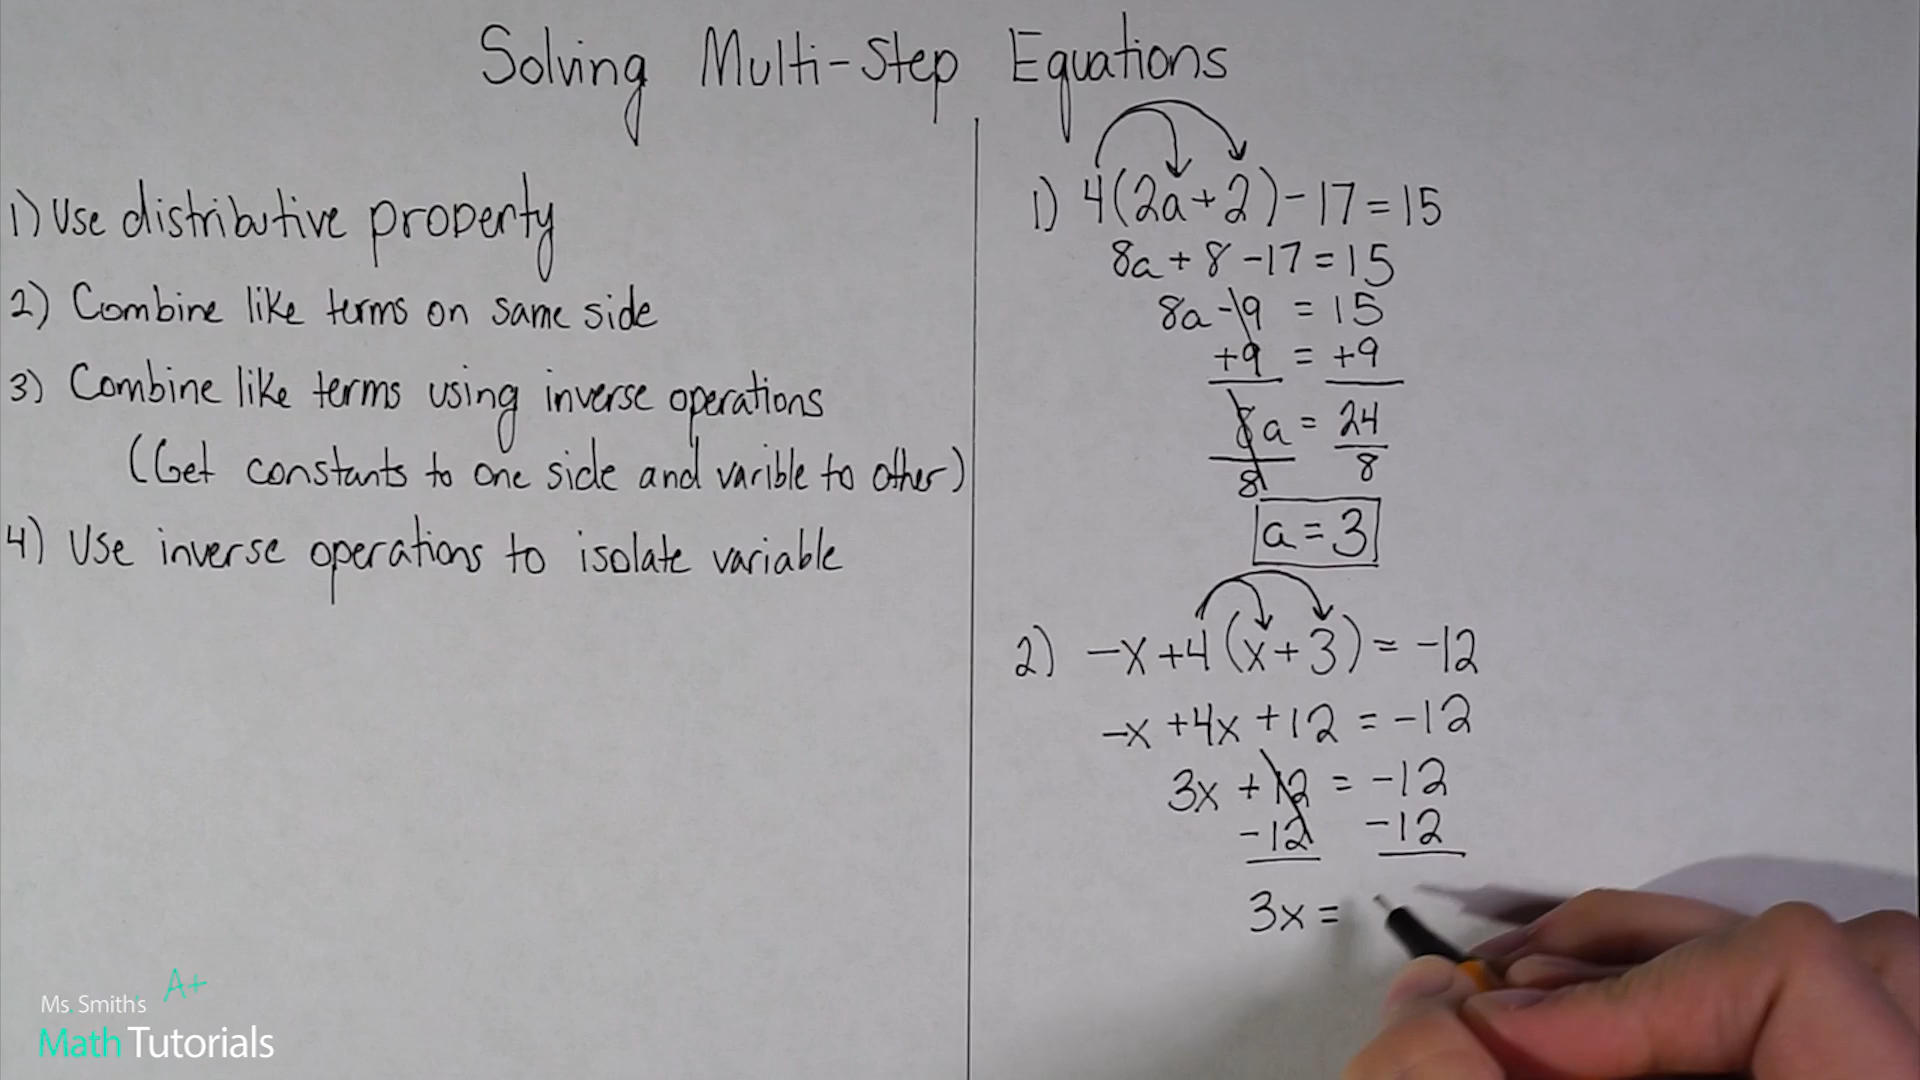 Solving Multi-Step Equations
1) Use distributive property
2) Combine like terms on same side
3) Combine like terms using inverse operations
(Get constants to one side and varible to other)
4) Use inverse operations to isolate variable
1) 4(2a+2)-17=15
8a+8-17=15
8a-9 = 15
+9 = +9
8a = 24
8 8
a=3
2) -x+4(x+3)=-12
-x+4x+12=-12
3x+12=-12
-12 -12
3x=
Ms. Smith's A+
Math Tutorials